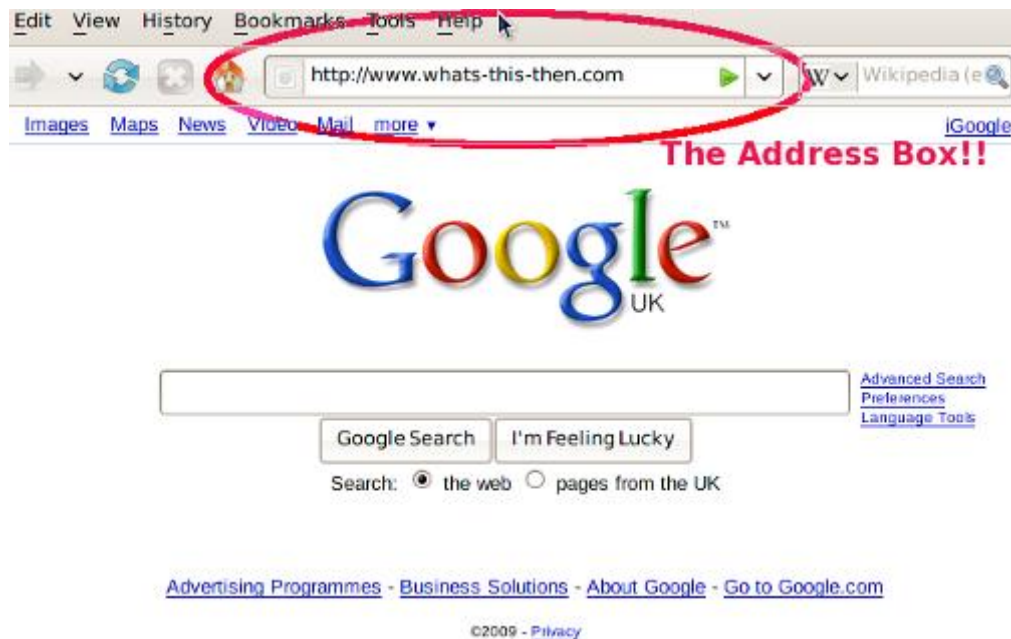 Edit View History Bookmarks Tools Help
http://www.whats-this-then.com W Wikipedia (e
Images Maps News Video Mail more ▾ iGoogle
The Address Box!!
Google™
UK
Advanced Search
Preferences
Language Tools
Google Search I'm Feeling Lucky
Search: the web pages from the UK
Advertising Programmes - Business Solutions - About Google - Go to Google.com
©2009 - Privacy